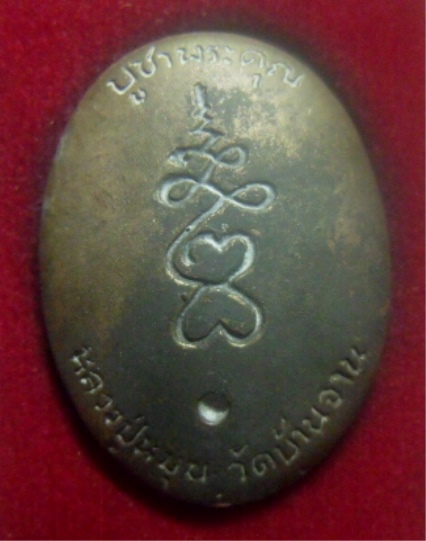 บูชาพระคุณ
หลวงปู่หมุน วัดบ้านจาน